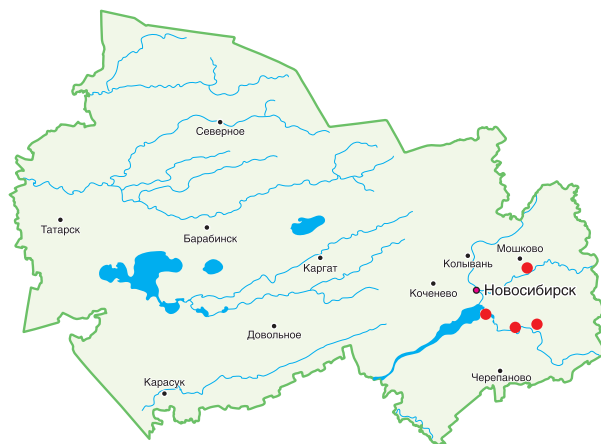 Северное
Татарск
Барабинск
Мошково
Колывань
Каргат
Коченево
Новосибирск
Довольное
Карасук
Черепаново